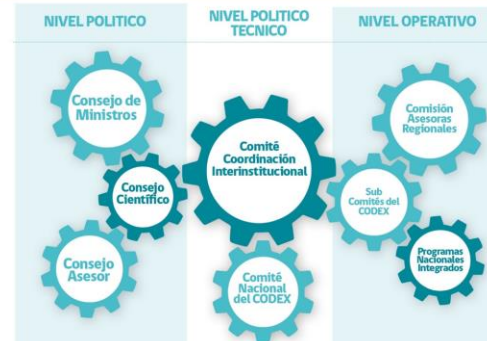 NIVEL POLITICO
Consejo de
Ministros
Consejo
Científico
Consejo
Asesor
NIVEL POLITICO
TECNICO
Comité
Coordinación
Interinstitucional
Comité
Nacional
del CODEX
NIVEL OPERATIVO
Comisión
Asesoras
Regionales
Sub
Comités del
CODEX
Programas
Nacionales
Integrados